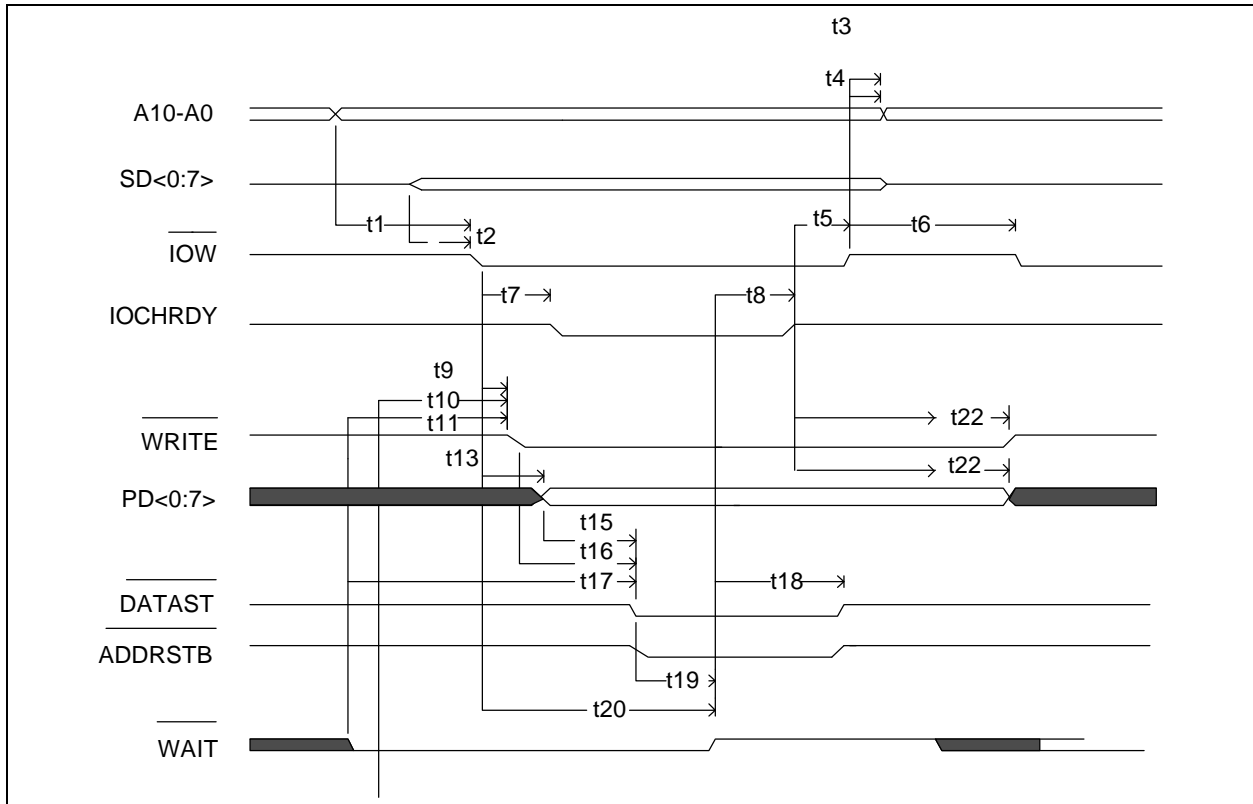 t3
t4
A10-A0
SD<0:7>
t1
t2
t5
t6
IOW
t7
t8
IOCHRDY
t9
t10
t11
t22
WRITE
t13
t22
PD<0:7>
t15
t16
t17
t18
DATAST
ADDRSTB
t19
t20
WAIT